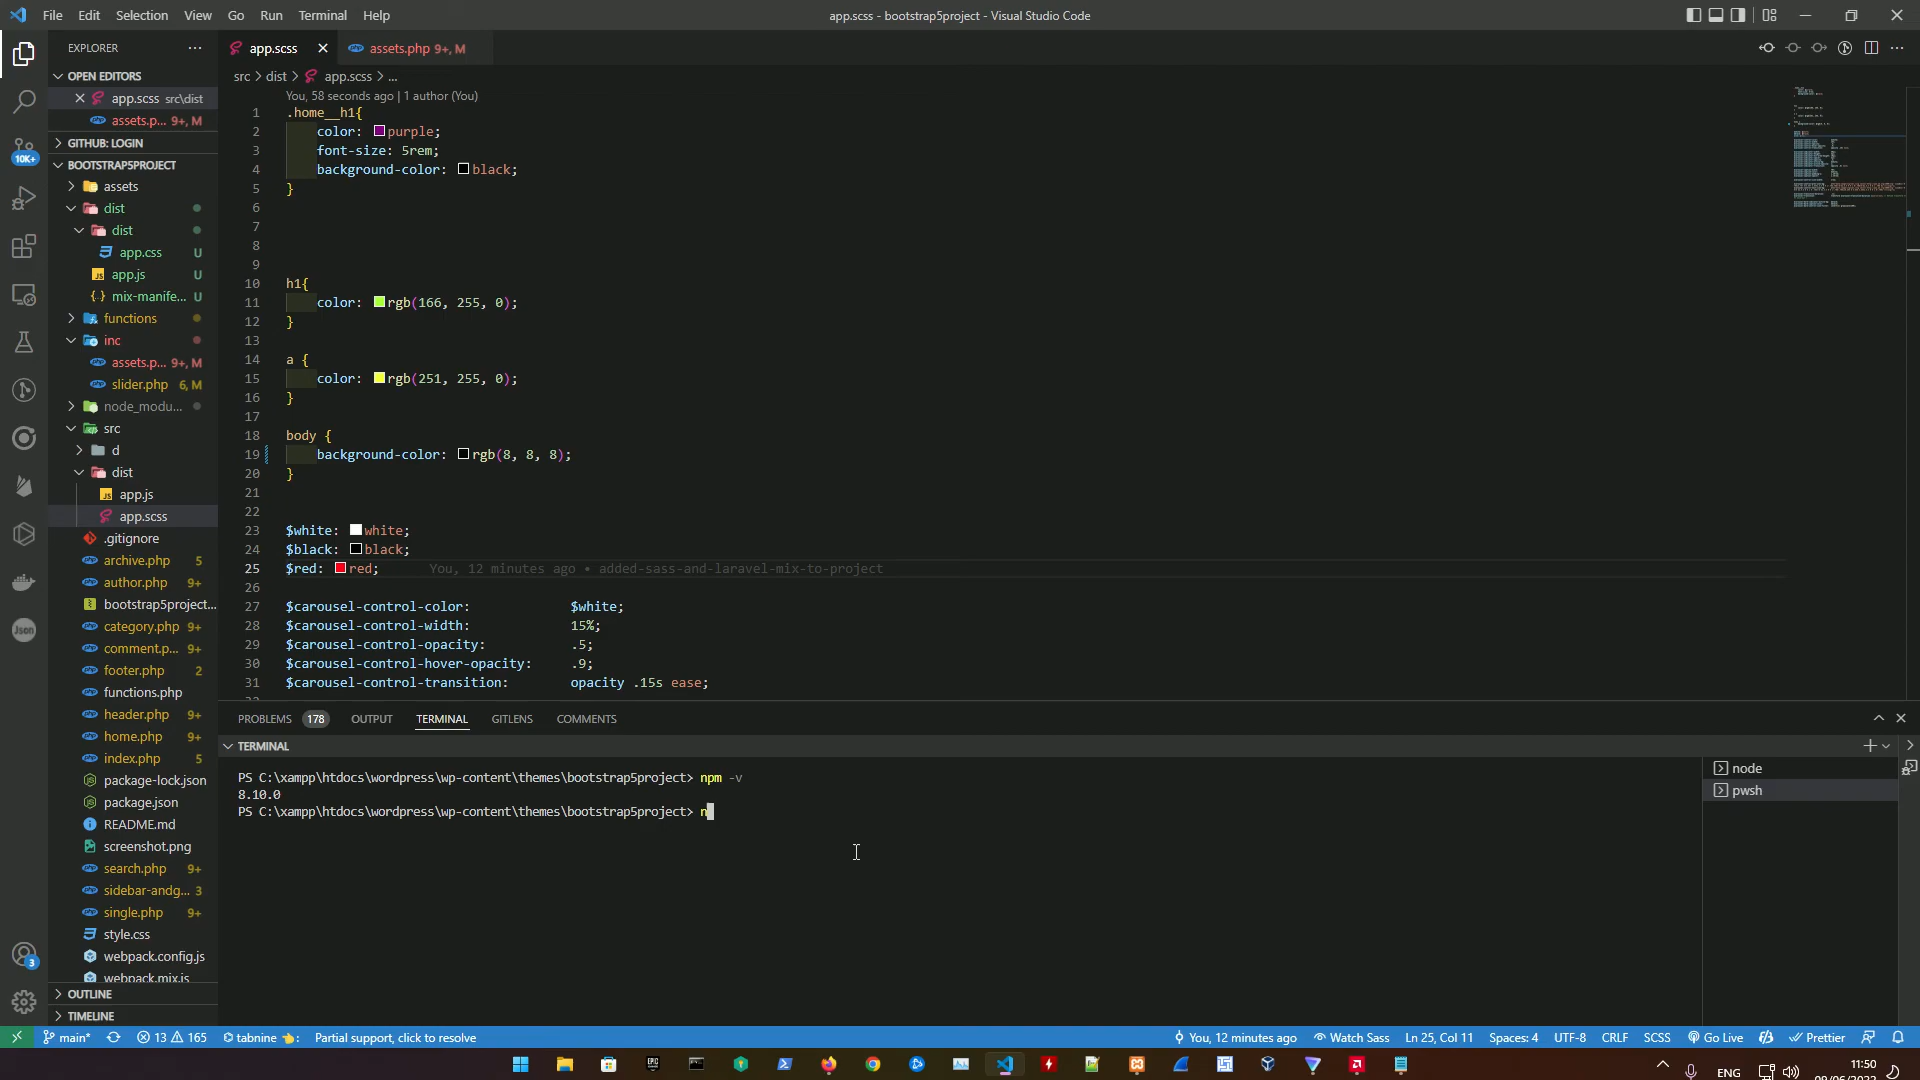 File Edit Selection View Go Run Terminal Help
app.scss - bootstrap5project - Visual Studio Code
EXPLORER
OPEN EDITORS
app.scss src\dist
assets.p... 9+, M
GITHUB: LOGIN
BOOTSTRAP5PROJECT
assets
dist
dist
app.css U
app.js U
mix-manife... U
functions
inc
assets.p... 9+, M
slider.php 6, M
node_modu...
src
d
dist
app.js
app.scss
.gitignore
archive.php 5
author.php 9+
bootstrap5project...
category.php 9+
comment.p... 9+
footer.php 2
functions.php
header.php 9+
home.php 9+
index.php 5
package-lock.json
package.json
README.md
screenshot.png
search.php 9+
sidebar-andg... 3
single.php 9+
style.css
webpack.config.js
webpack.mix.js
OUTLINE
TIMELINE
10K+
Json
3
app.scss
assets.php 9+, M
src > dist > app.scss > ...
You, 58 seconds ago | 1 author (You)
1 .home__h1{
2 color: purple;
3 font-size: 5rem;
4 background-color: black;
5 }
6
7
8
9
10 h1{
11 color: rgb(166, 255, 0);
12 }
13
14 a {
15 color: rgb(251, 255, 0);
16 }
17
18 body {
19 background-color: rgb(8, 8, 8);
20 }
21
22
23 $white: white;
24 $black: black;
25 $red: red; You, 12 minutes ago • added-sass-and-laravel-mix-to-project
26
27 $carousel-control-color: $white;
28 $carousel-control-width: 15%;
29 $carousel-control-opacity: .5;
30 $carousel-control-hover-opacity: .9;
31 $carousel-control-transition: opacity .15s ease;
PROBLEMS 178 OUTPUT TERMINAL GITLENS COMMENTS
TERMINAL
PS C:\xampp\htdocs\wordpress\wp-content\themes\bootstrap5project> npm -v
8.10.0
PS C:\xampp\htdocs\wordpress\wp-content\themes\bootstrap5project> n
node
pwsh
main* 13 165 tabnine Partial support, click to resolve
You, 12 minutes ago Watch Sass Ln 25, Col 11 Spaces: 4 UTF-8 CRLF SCSS Go Live Prettier
ENG
11:50